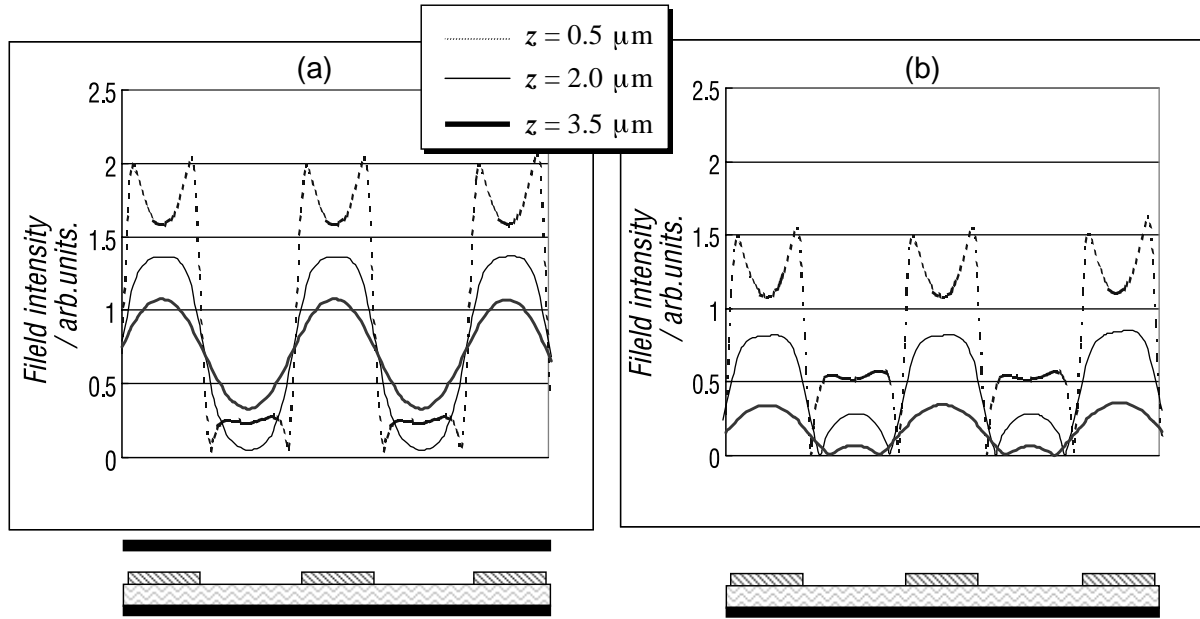 z = 0.5 µm
z = 2.0 µm
z = 3.5 µm
(a)
2.5
2
1.5
1
0.5
0
Fileld intensity
/ arb.units.
(b)
2.5
2
1.5
1
0.5
0
Fileld intensity
/ arb.units.